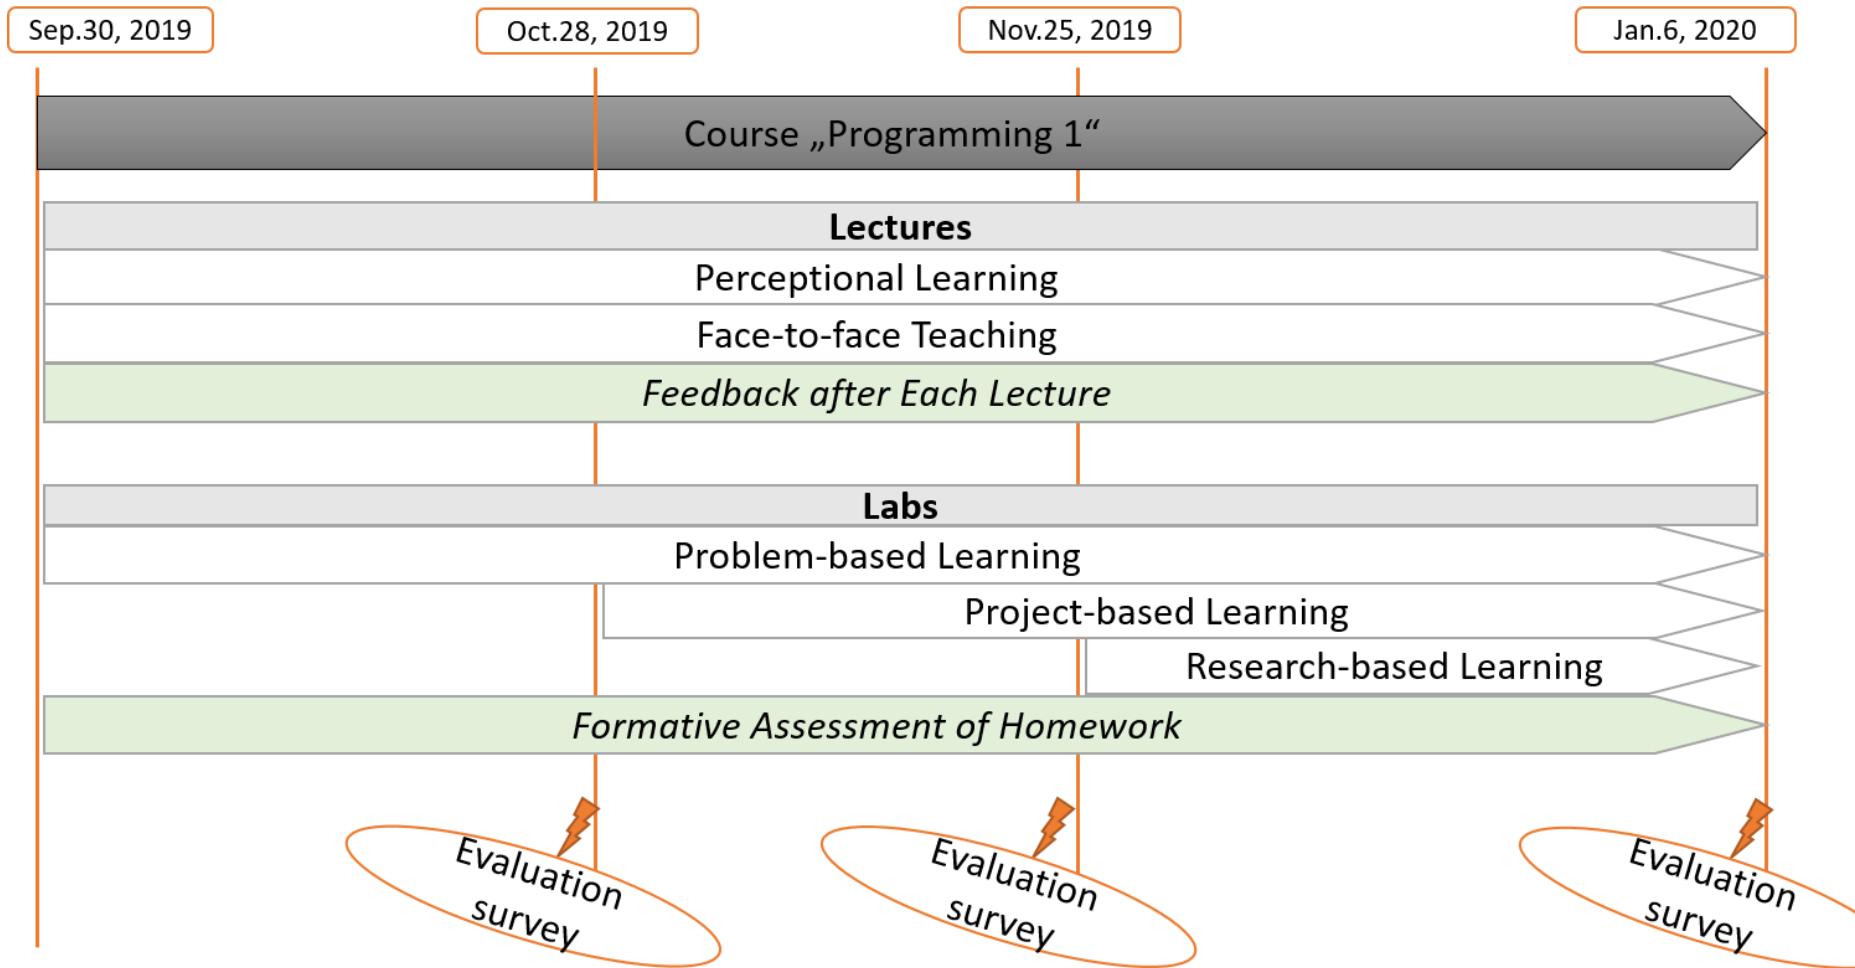 Sep.30, 2019
Oct.28, 2019
Nov.25, 2019
Jan.6, 2020
Course „Programming 1“
Lectures
Perceptional Learning
Face-to-face Teaching
Feedback after Each Lecture
Labs
Problem-based Learning
Project-based Learning
Research-based Learning
Formative Assessment of Homework
Evaluation
survey
Evaluation
survey
Evaluation
survey